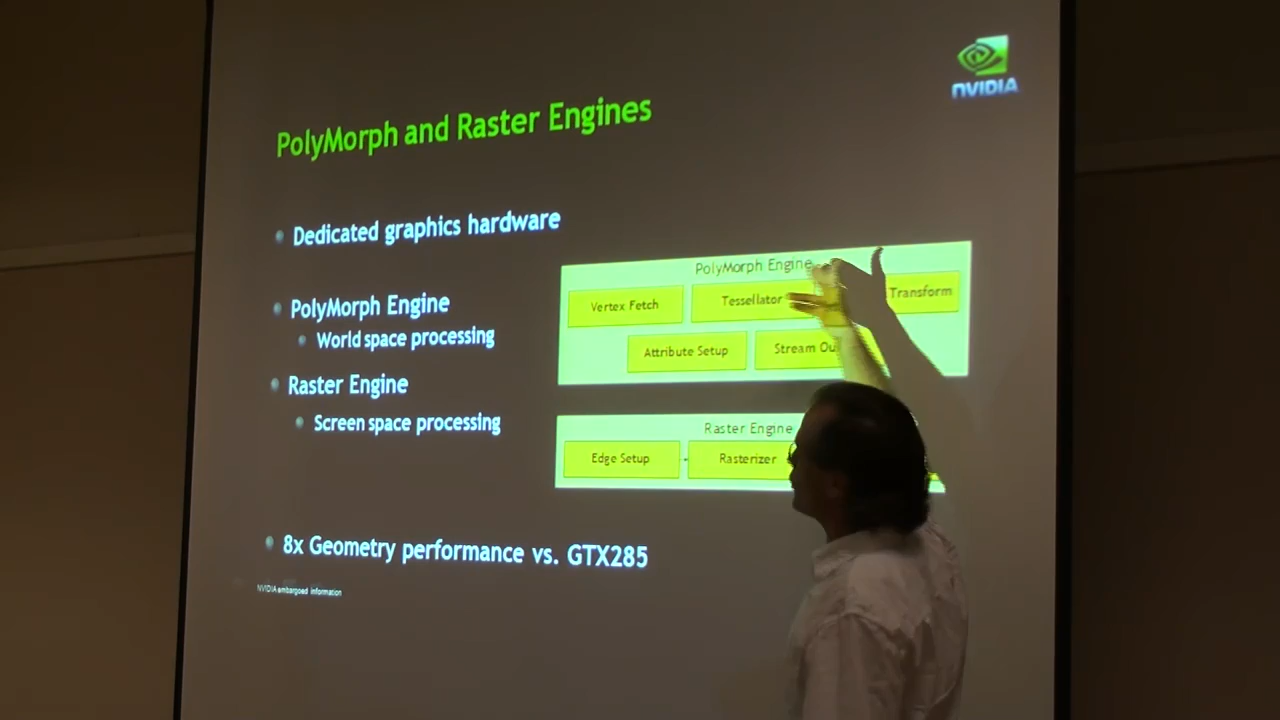 NVIDIA
PolyMorph and Raster Engines
Dedicated graphics hardware
PolyMorph Engine
World space processing
Raster Engine
Screen space processing
8x Geometry performance vs. GTX285
NVIDIA embargoed information
PolyMorph Engine
Vertex Fetch
Tessellator
Transform
Attribute Setup
Stream
Raster Engine
Edge Setup
Rasterizer